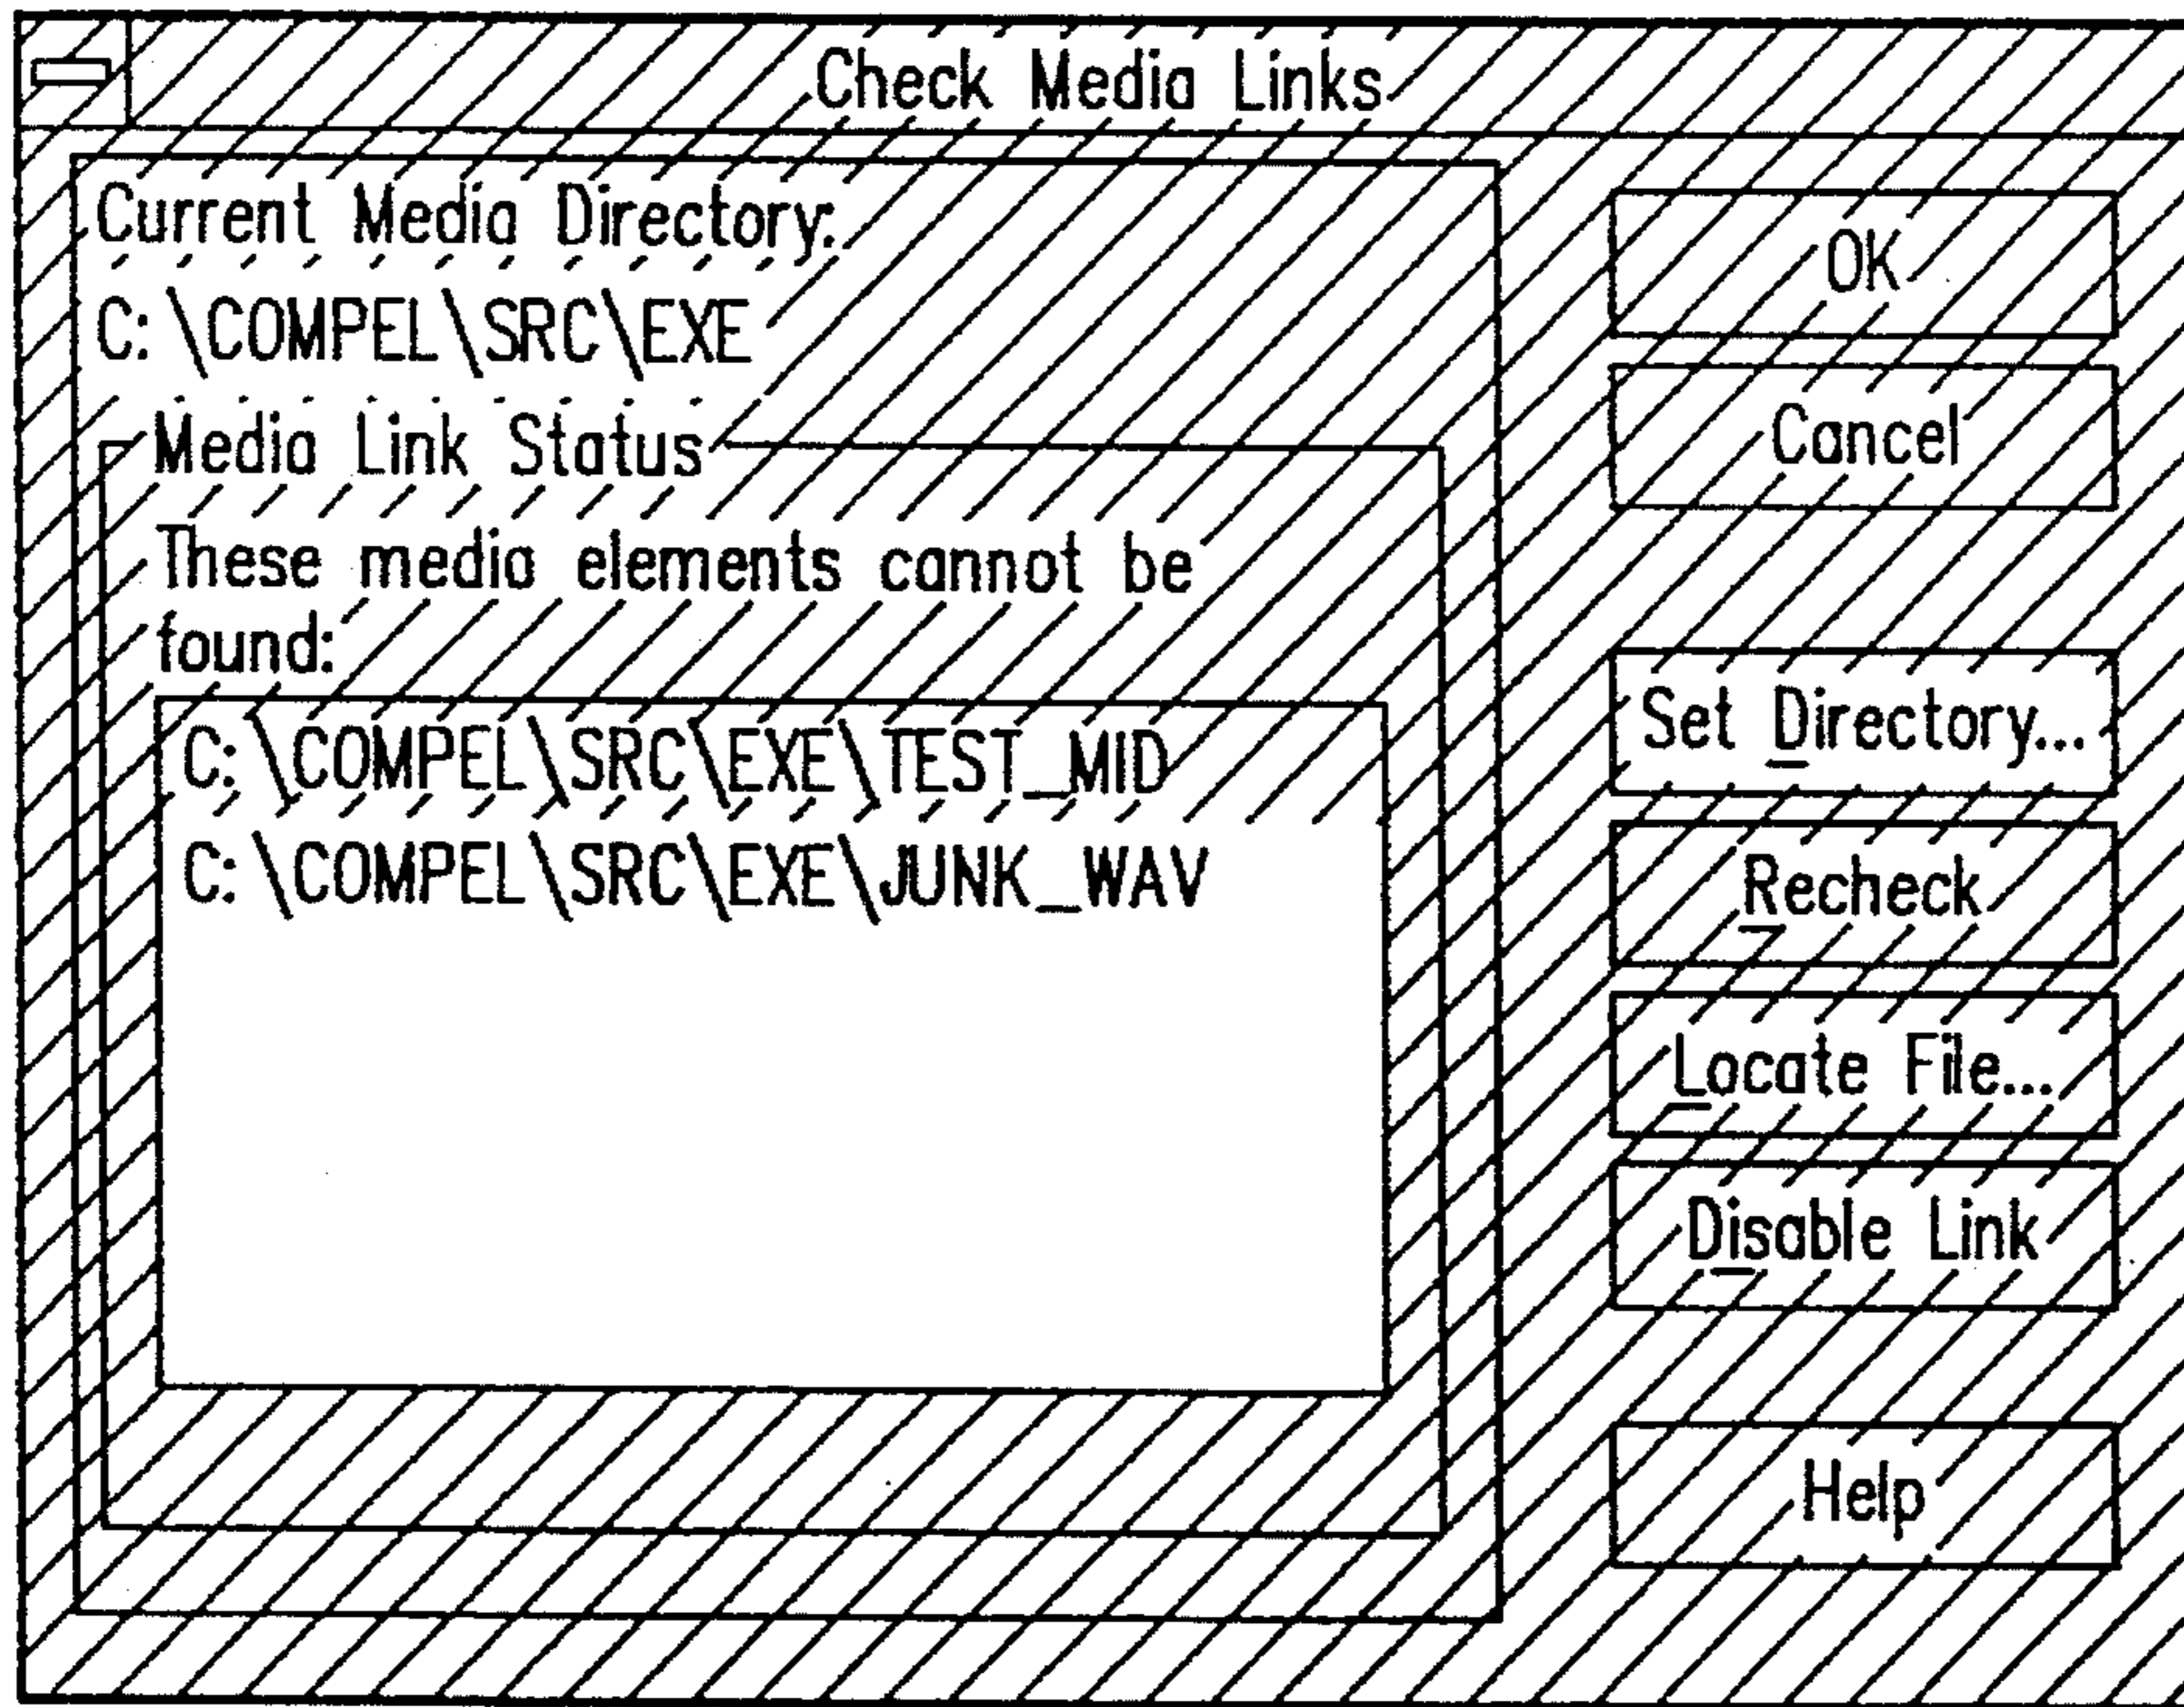 Check Media Links
Current Media Directory:
C:\COMPEL\SRC\EXE
Media Link Status
These media elements cannot be
found:
C:\COMPEL\SRC\EXE\TEST_MID
C:\COMPEL\SRC\EXE\JUNK_WAV
OK
Cancel
Set Directory...
Recheck
Locate File...
Disable Link
Help